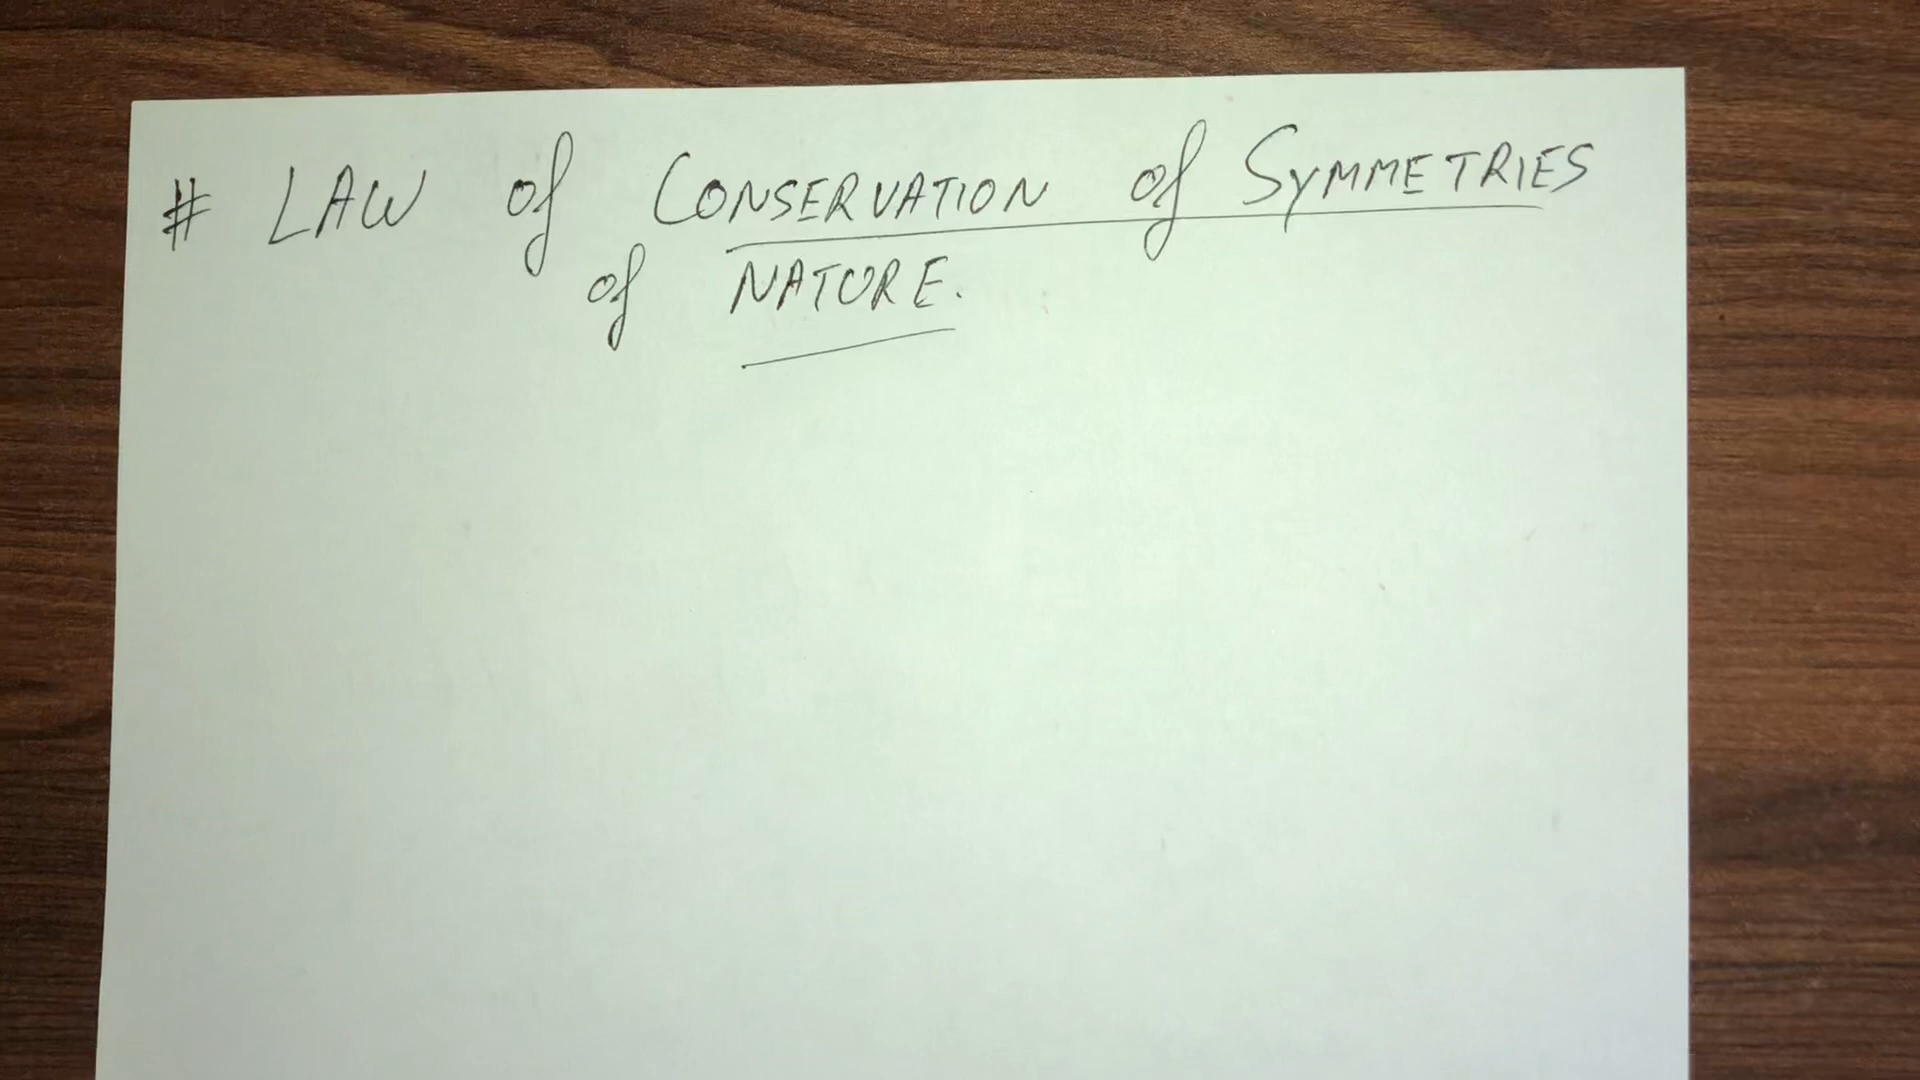 # LAW of CONSERVATION of SYMMETRIES
of NATURE.